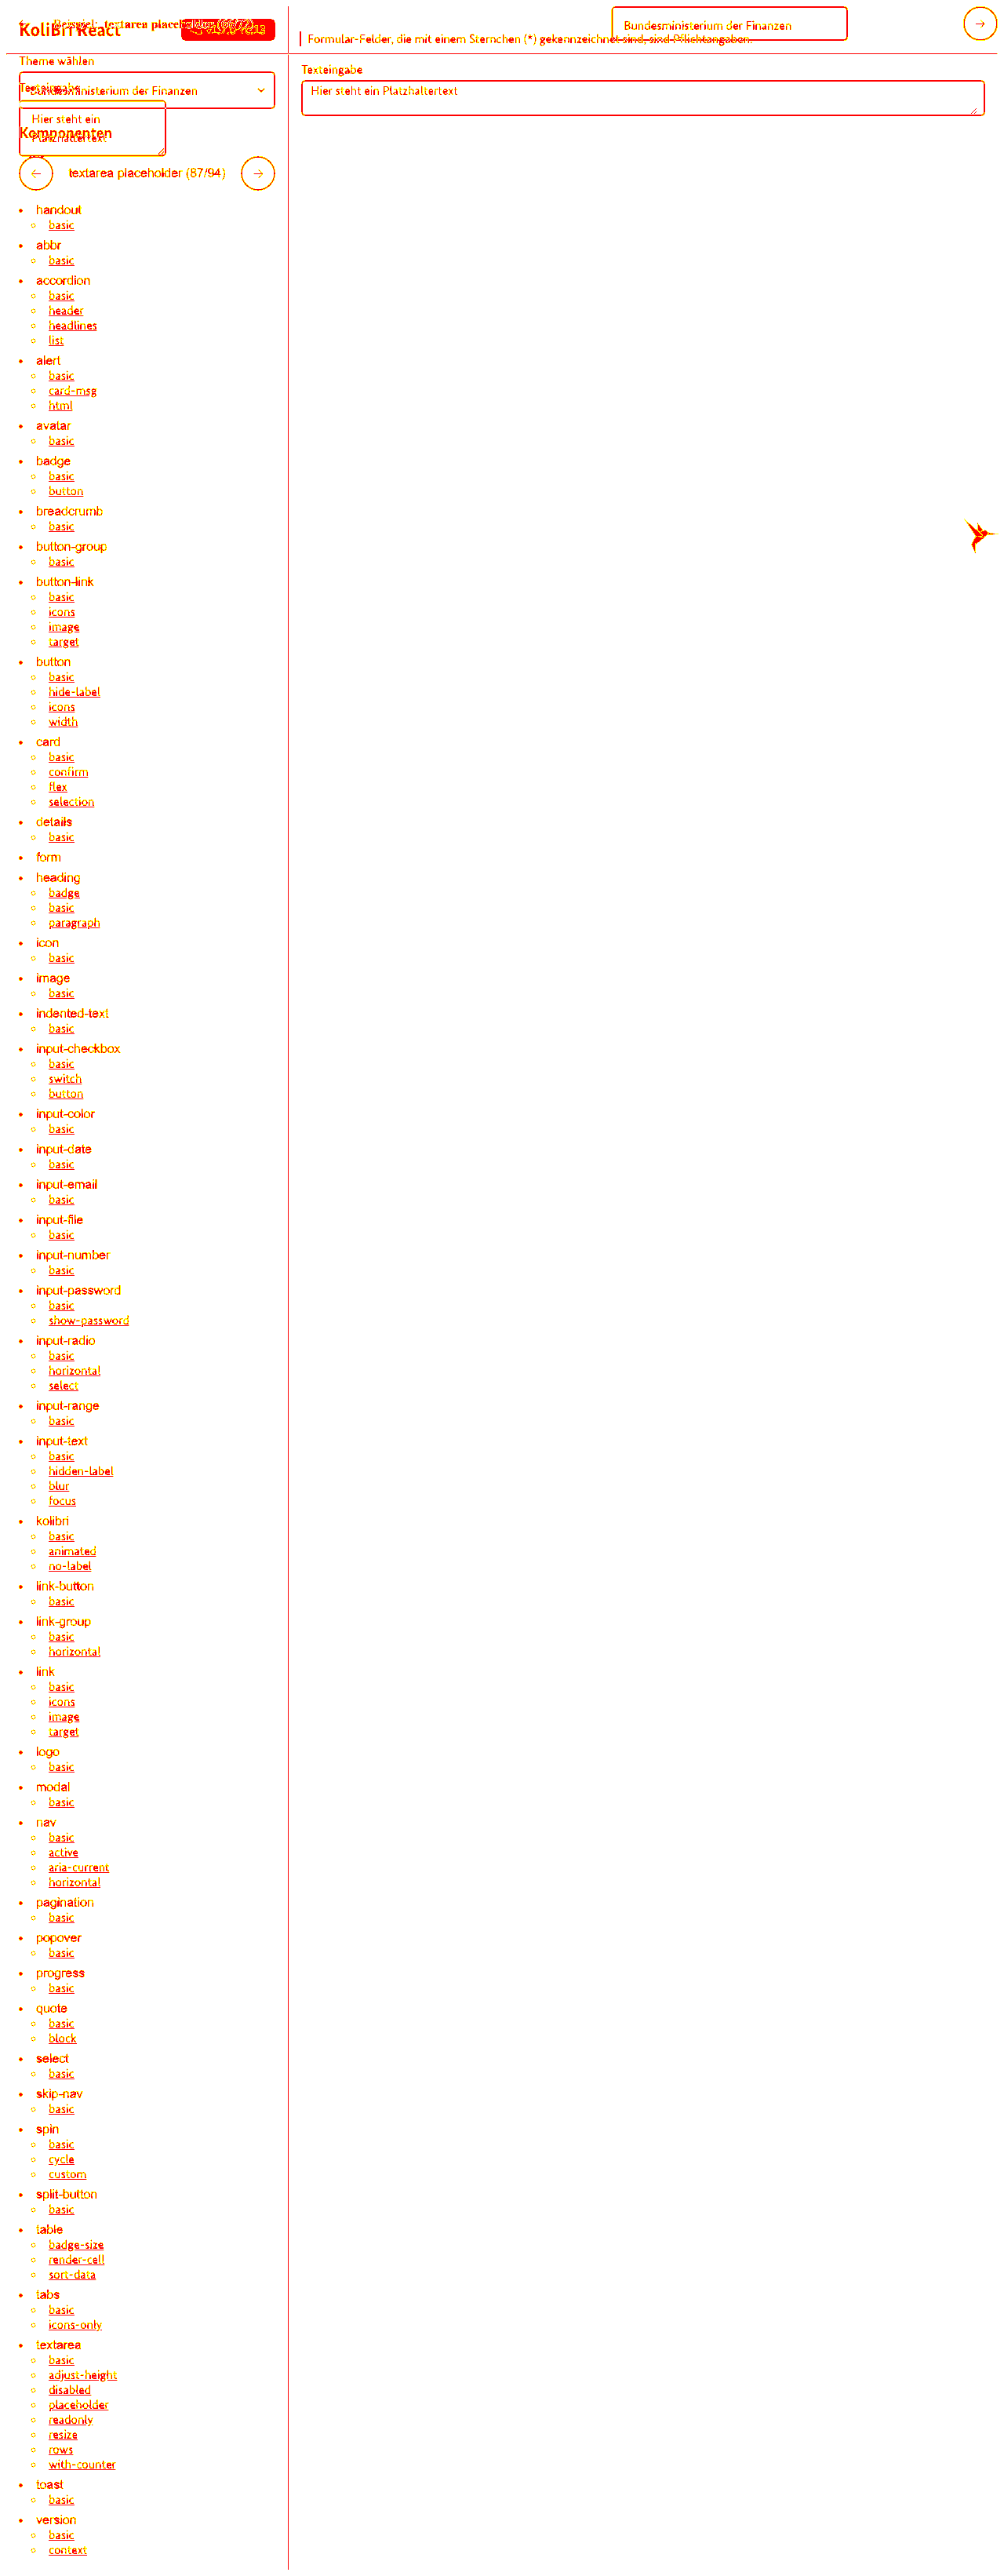 KoliBri React
Beispiel: textarea placeholder
Bundesministerium der Finanzen
Formular-Felder, die mit einem Sternchen (*) gekennzeichnet sind, sind Pflichtangaben.
Theme wählen
Texteingabe
Bundesministerium der Finanzen
Texteingabe
Hier steht ein Platzhaltertext
Hier steht ein
Platzhaltertext
Komponenten
textarea placeholder (87/94)
handout
basic
abbr
basic
accordion
basic
header
headlines
list
alert
basic
card-msg
html
avatar
basic
badge
basic
button
breadcrumb
basic
button-group
basic
button-link
basic
icons
image
target
button
basic
hide-label
icons
width
card
basic
confirm
flex
selection
details
basic
form
heading
badge
basic
paragraph
icon
basic
image
basic
indented-text
basic
input-checkbox
basic
switch
button
input-color
basic
input-date
basic
input-email
basic
input-file
basic
input-number
basic
input-password
basic
show-password
input-radio
basic
horizontal
select
input-range
basic
input-text
basic
hidden-label
blur
focus
kolibri
basic
animated
no-label
link-button
basic
link-group
basic
horizontal
link
basic
icons
image
target
logo
basic
modal
basic
nav
basic
active
aria-current
horizontal
pagination
basic
popover
basic
progress
basic
quote
basic
block
select
basic
skip-nav
basic
spin
basic
cycle
custom
split-button
basic
table
badge-size
render-cell
sort-data
tabs
basic
icons-only
textarea
basic
adjust-height
disabled
placeholder
readonly
resize
rows
with-counter
toast
basic
version
basic
context